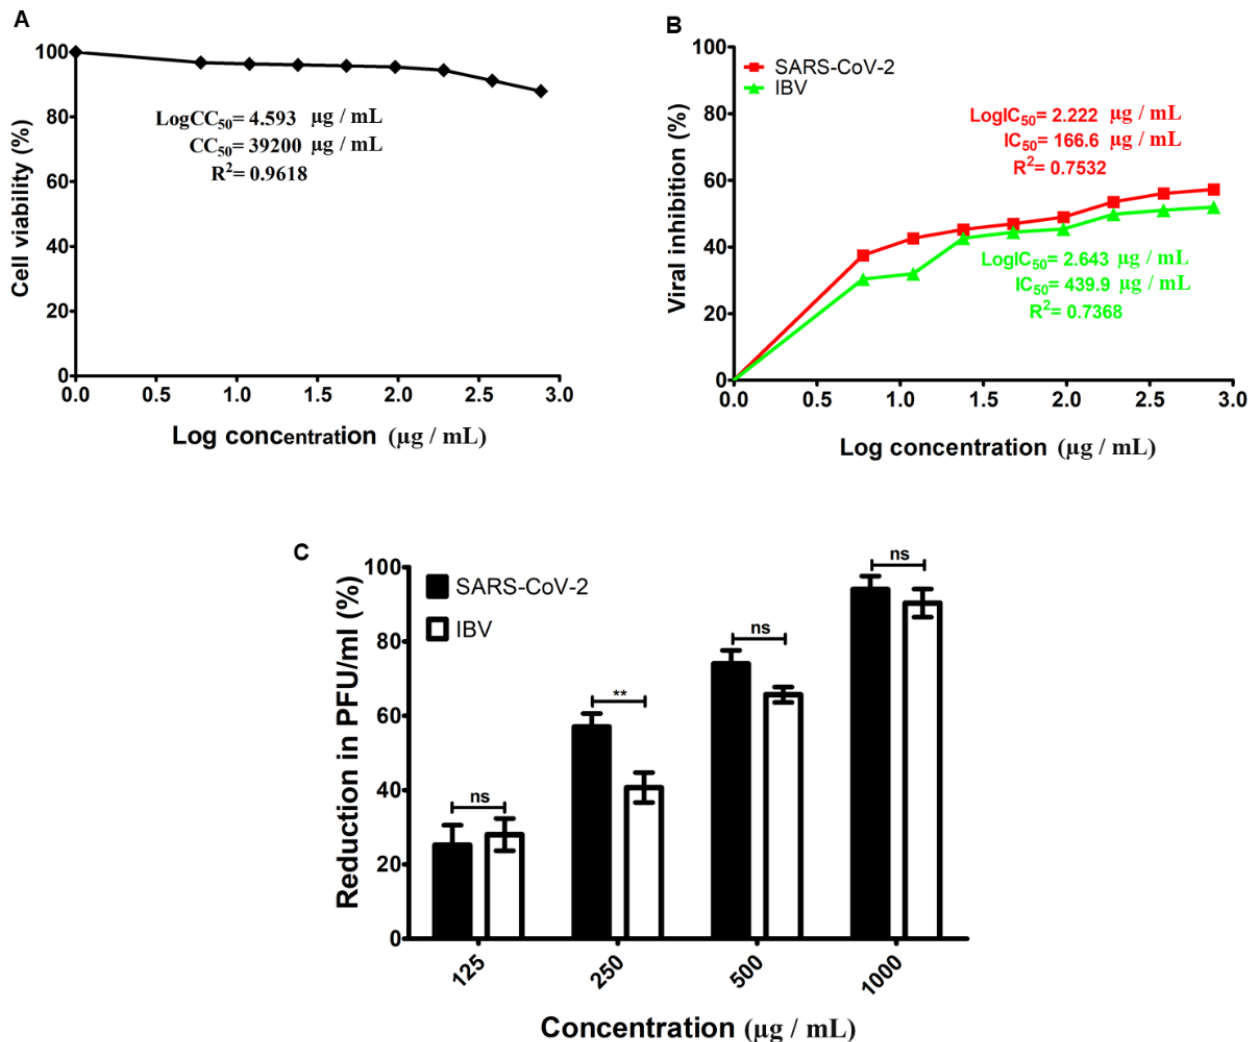 A
100
80
60
40
20
0
Cell viability (%)
LogCC50= 4.593 µg / mL
CC50= 39200 µg / mL
R2= 0.9618
0.0 0.5 1.0 1.5 2.0 2.5 3.0
Log concentration (µg / mL)
B
100
80
60
40
20
0
Viral inhibition (%)
SARS-CoV-2
IBV
LogIC50= 2.222 µg / mL
IC50= 166.6 µg / mL
R2= 0.7532
LogIC50= 2.643 µg / mL
IC50= 439.9 µg / mL
R2= 0.7368
0.0 0.5 1.0 1.5 2.0 2.5 3.0
Log concentration (µg / mL)
C
100
80
60
40
20
0
Reduction in PFU/ml (%)
SARS-CoV-2
IBV
ns
**
ns
ns
125 250 500 1000
Concentration (µg / mL)